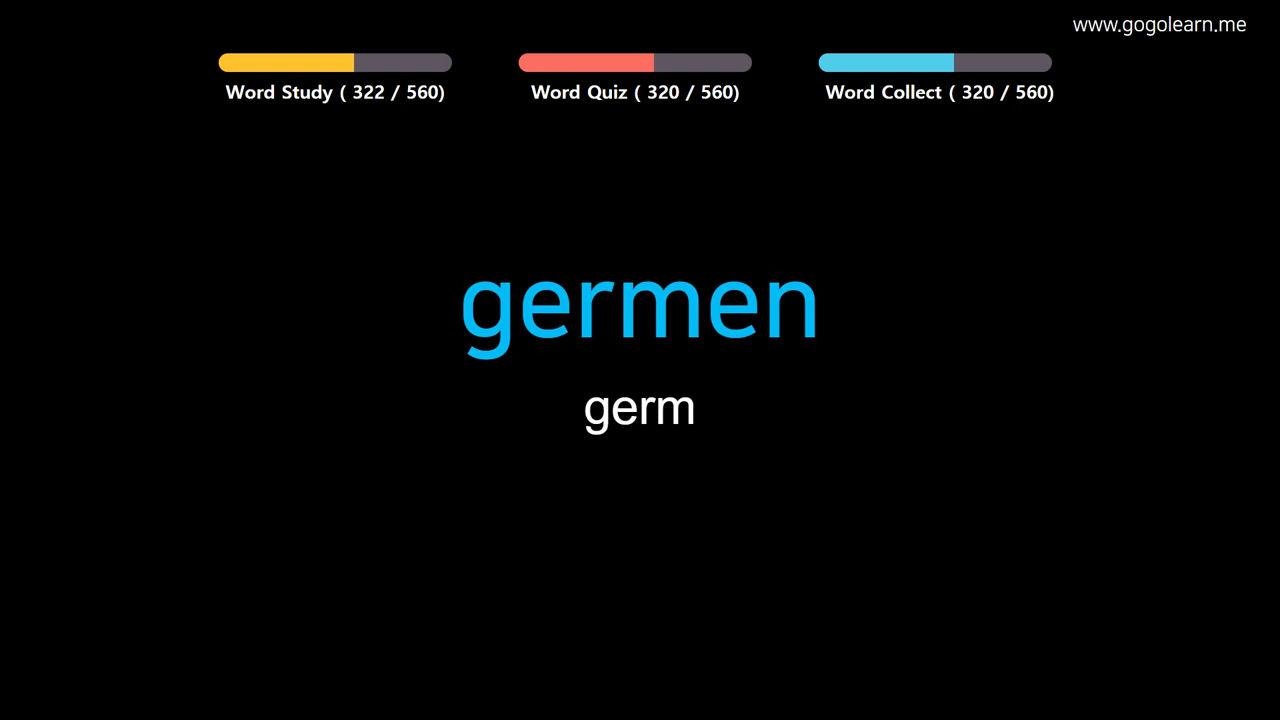 www.gogolearn.me
Word Study ( 322 / 560)
Word Quiz ( 320 / 560)
Word Collect ( 320 / 560)
germen
germ